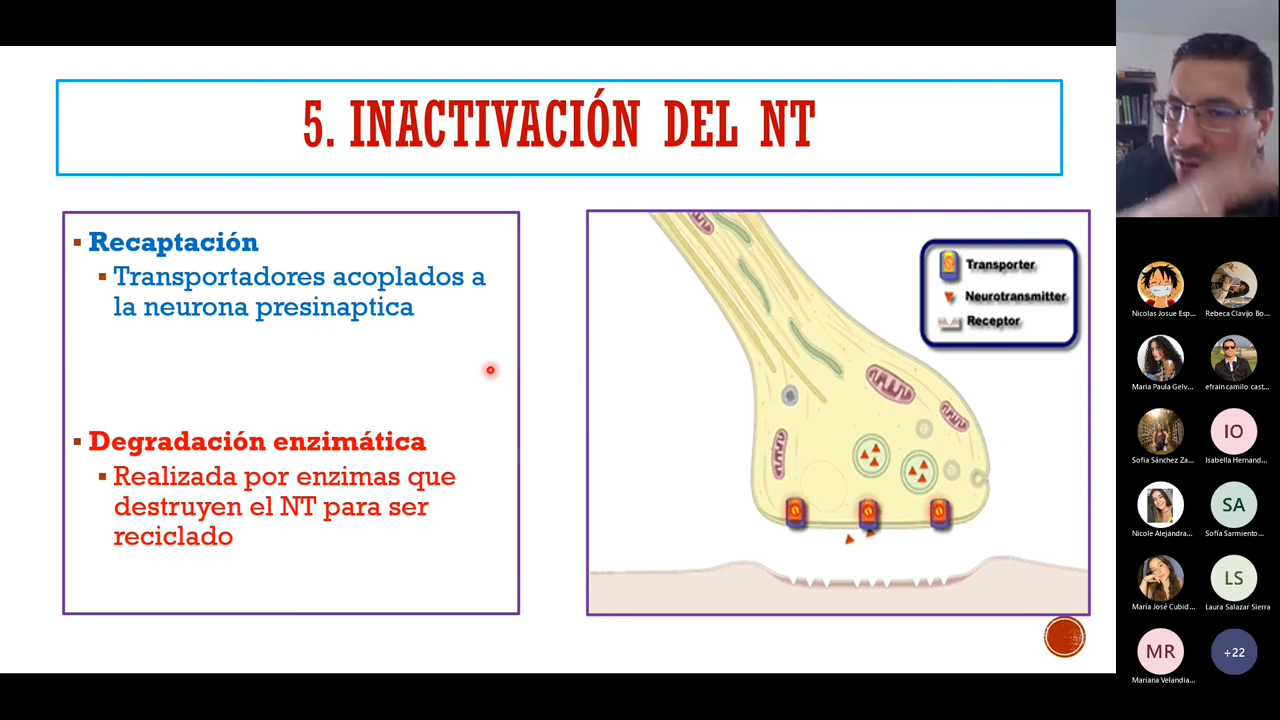 5. INACTIVACIÓN DEL NT
Recaptación
Transportadores acoplados a
la neurona presinaptica
Degradación enzimática
Realizada por enzimas que
destruyen el NT para ser
reciclado
Transporter
Neurotransmitter
Receptor
Nicolas Josue Esp...
Rebeca Clavijo Bo...
Maria Paula Gelv...
efrain camilo cast...
Sofia Sánchez Za...
IO
Isabella Hernand...
Nicole Alejandra...
SA
Sofía Sarmiento...
María José Cubid...
LS
Laura Salazar Sierra
MR
Mariana Velandia...
+22